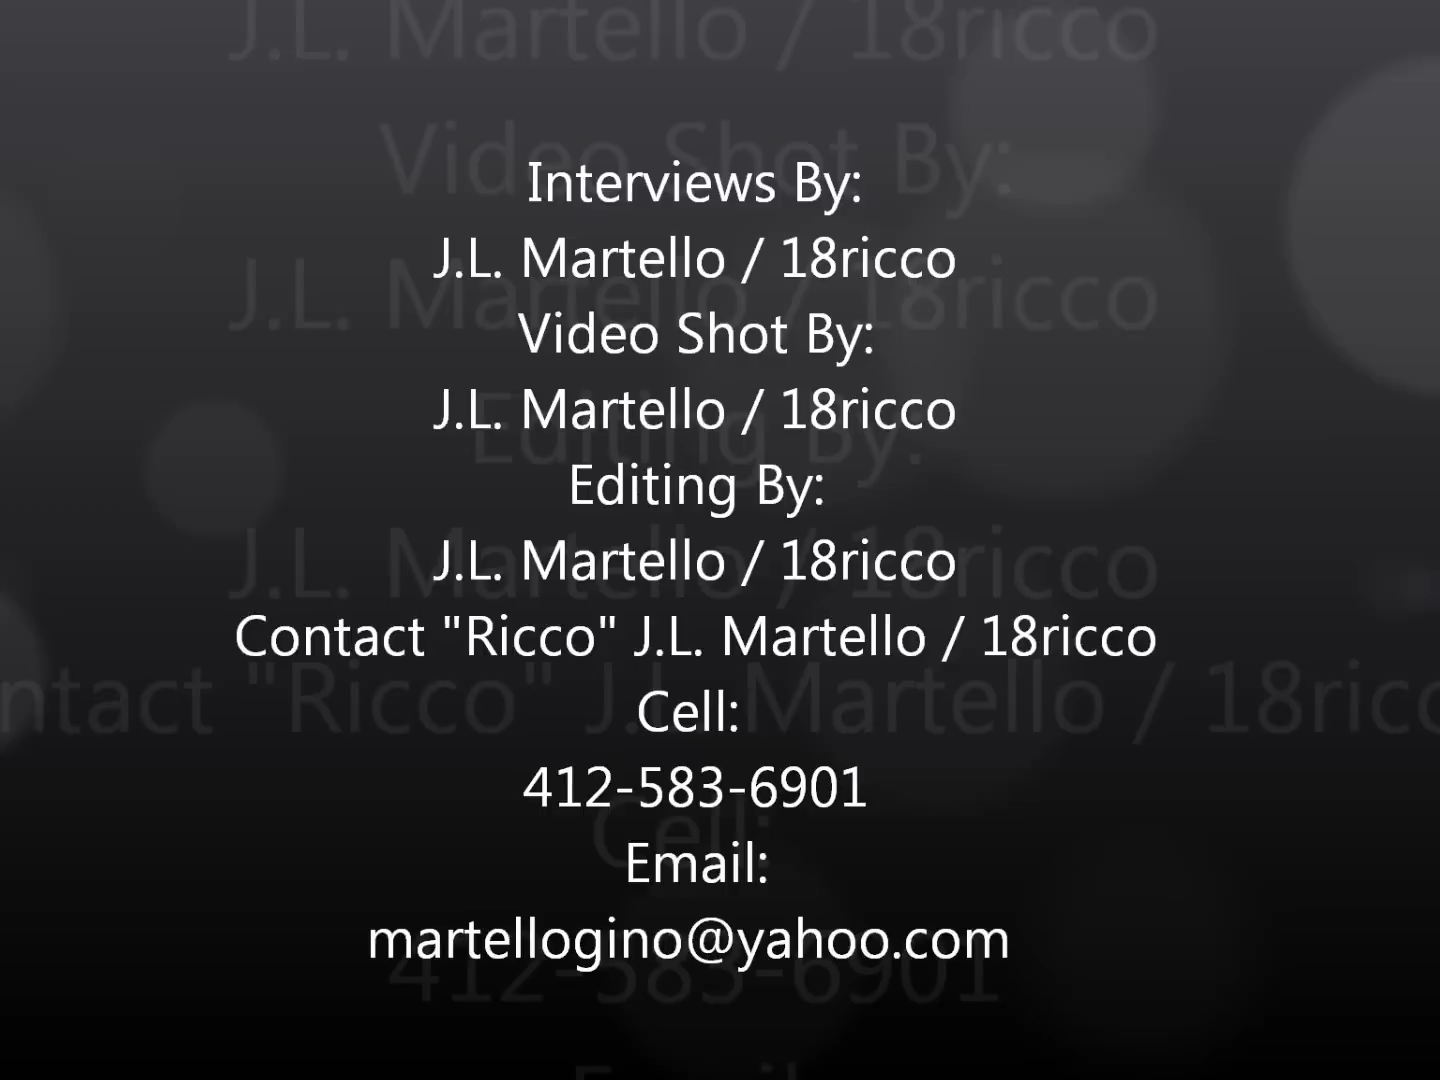 Interviews By:
J.L. Martello / 18ricco
Video Shot By:
J.L. Martello / 18ricco
Editing By:
J.L. Martello / 18ricco
Contact "Ricco" J.L. Martello / 18ricco
Cell:
412-583-6901
Email:
martellogino@yahoo.com